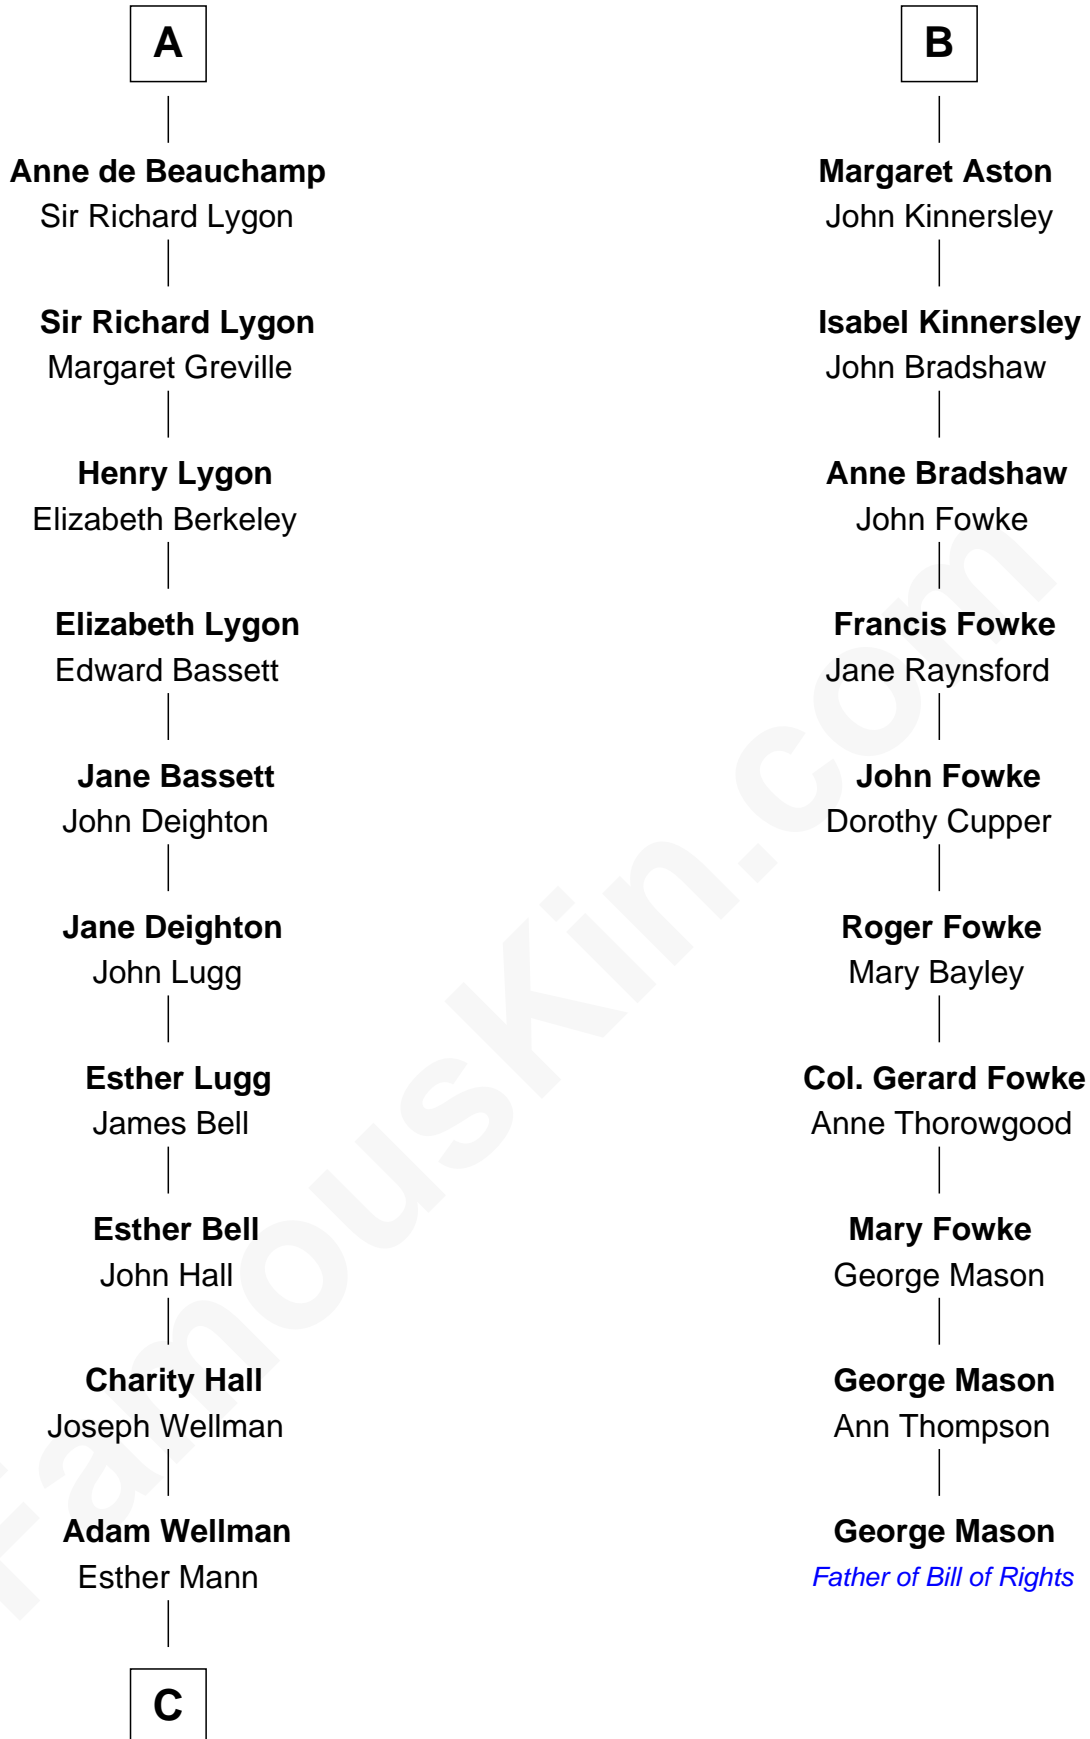 A
Anne de Beauchamp
Sir Richard Lygon
Sir Richard Lygon
Margaret Greville
Henry Lygon
Elizabeth Berkeley
Elizabeth Lygon
Edward Bassett
Jane Bassett
John Deighton
Jane Deighton
John Lugg
Esther Lugg
James Bell
Esther Bell
John Hall
Charity Hall
Joseph Wellman
Adam Wellman
Esther Mann
C
B
Margaret Aston
John Kinnersley
Isabel Kinnersley
John Bradshaw
Anne Bradshaw
John Fowke
Francis Fowke
Jane Raynsford
John Fowke
Dorothy Cupper
Roger Fowke
Mary Bayley
Col. Gerard Fowke
Anne Thorowgood
Mary Fowke
George Mason
George Mason
Ann Thompson
George Mason
Father of Bill of Rights
FamousKin.com